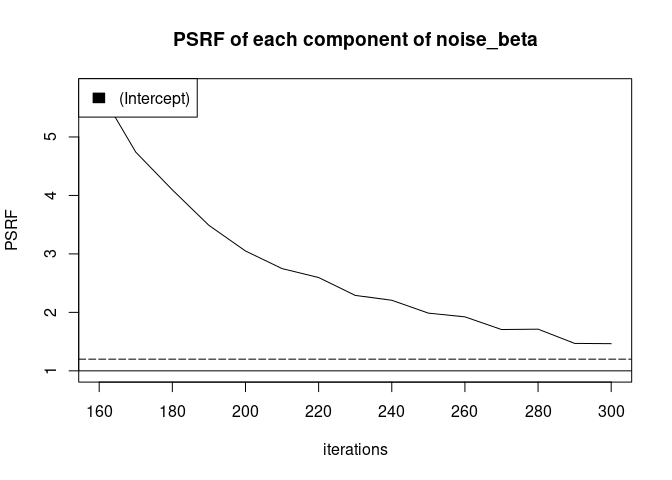 PSRF of each component of noise_beta
(Intercept)
PSRF
5
4
3
2
1
160 180 200 220 240 260 280 300
iterations